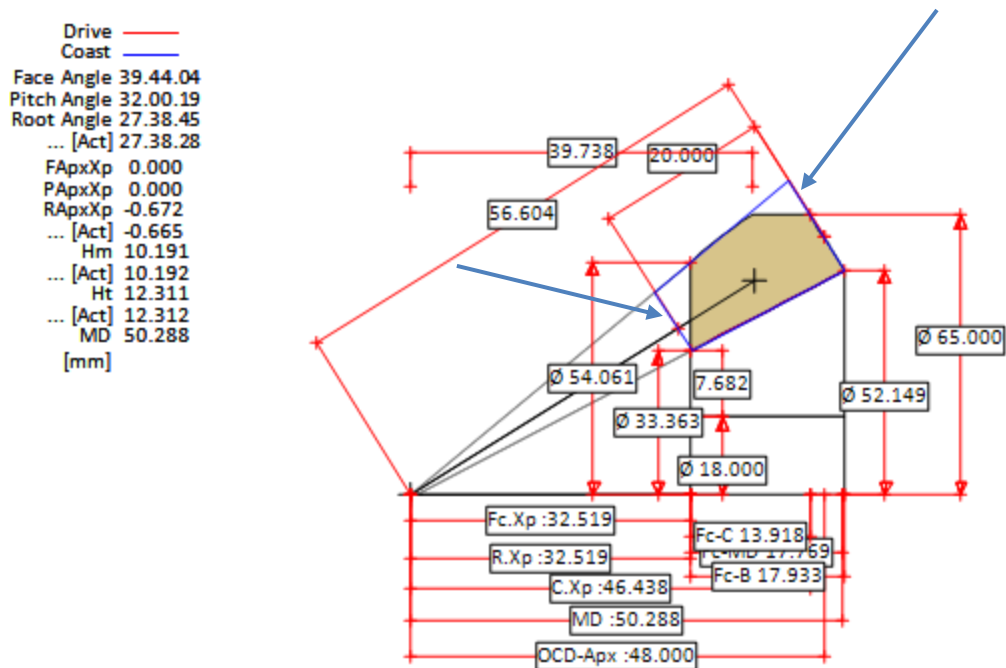 Drive
Coast
Face Angle 39.44.04
Pitch Angle 32.00.19
Root Angle 27.38.45
... [Act] 27.38.28
FApxXp 0.000
PApxXp 0.000
RApxXp -0.672
... [Act] -0.665
Hm 10.191
... [Act] 10.192
Ht 12.311
... [Act] 12.312
MD 50.288
[mm]
39.738
20.000
56.604
Ø 65.000
Ø 54.061
7.682
Ø 52.149
Ø 33.363
Ø 18.000
Fc.Xp :32.519
Fc-C 13.918
Fc-MD 17.769
R.Xp :32.519
Fc-B 17.933
C.Xp :46.438
MD :50.288
OCD-Apx :48.000